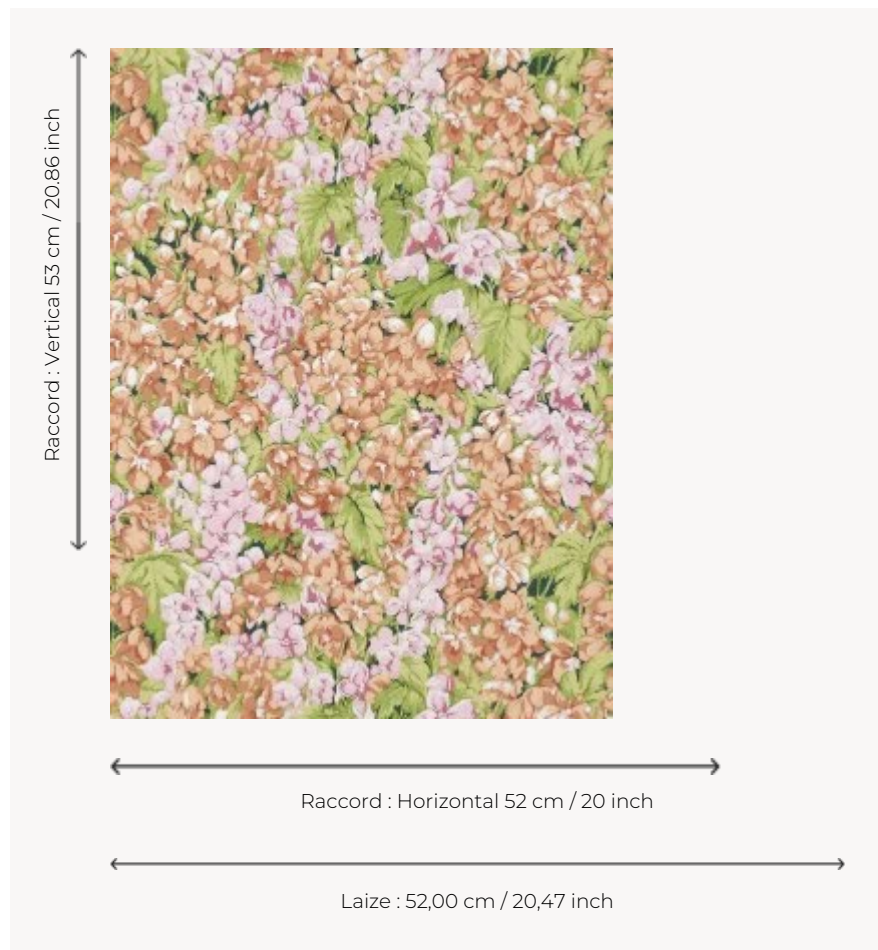 Raccord : Vertical 53 cm / 20.86 inch
Raccord : Horizontal 52 cm / 20 inch
Laize : 52,00 cm / 20,47 inch